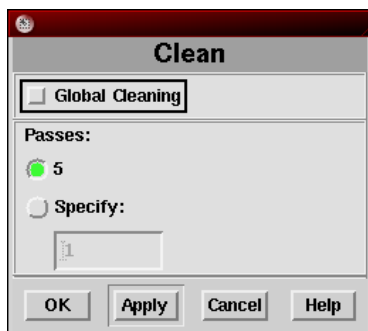 Clean
Global Cleaning
Passes:
5
Specify:
1
OK Apply Cancel Help